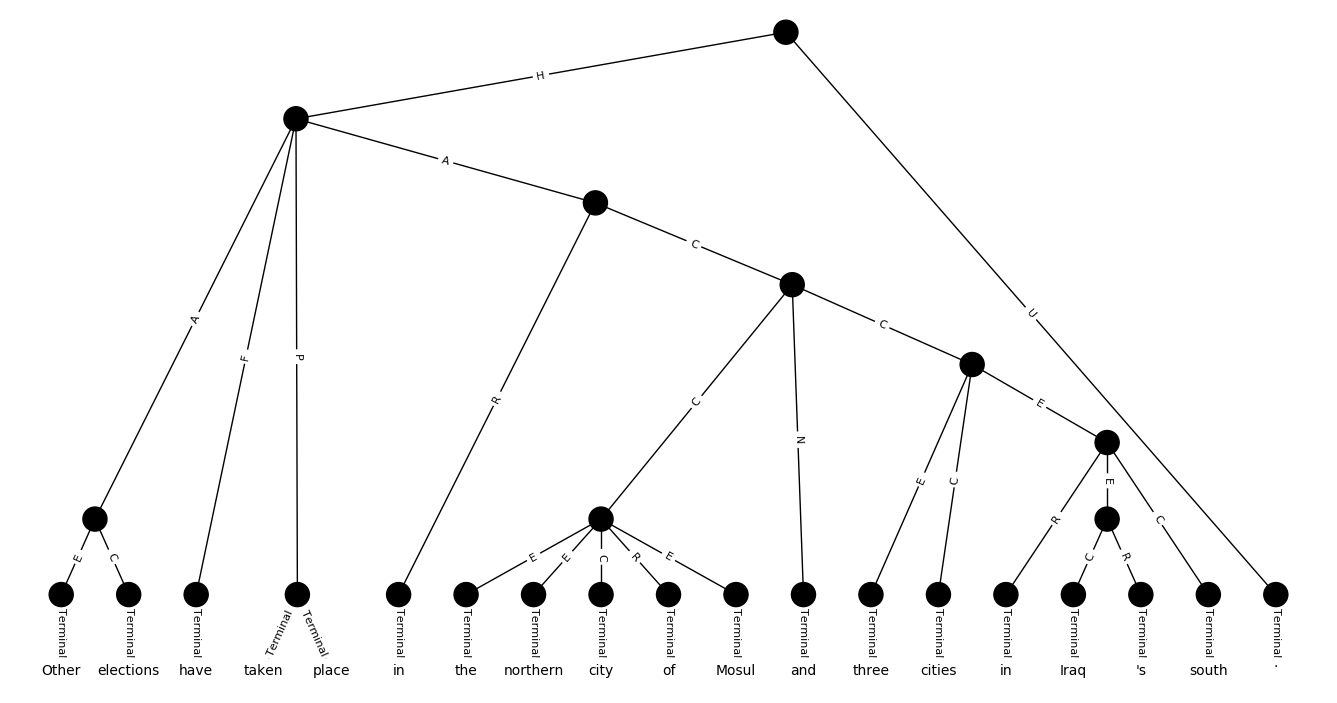 H
A
A
C
C
U
A
F
P
R
C
N
E
E
C
E
C
E
E
C
R
E
R
E
C
C
R
Terminal Terminal Terminal Terminal Terminal Terminal Terminal Terminal Terminal Terminal Terminal Terminal Terminal Terminal Terminal Terminal Terminal Terminal Terminal
Other elections have taken place in the northern city of Mosul and three cities in Iraq 's south .